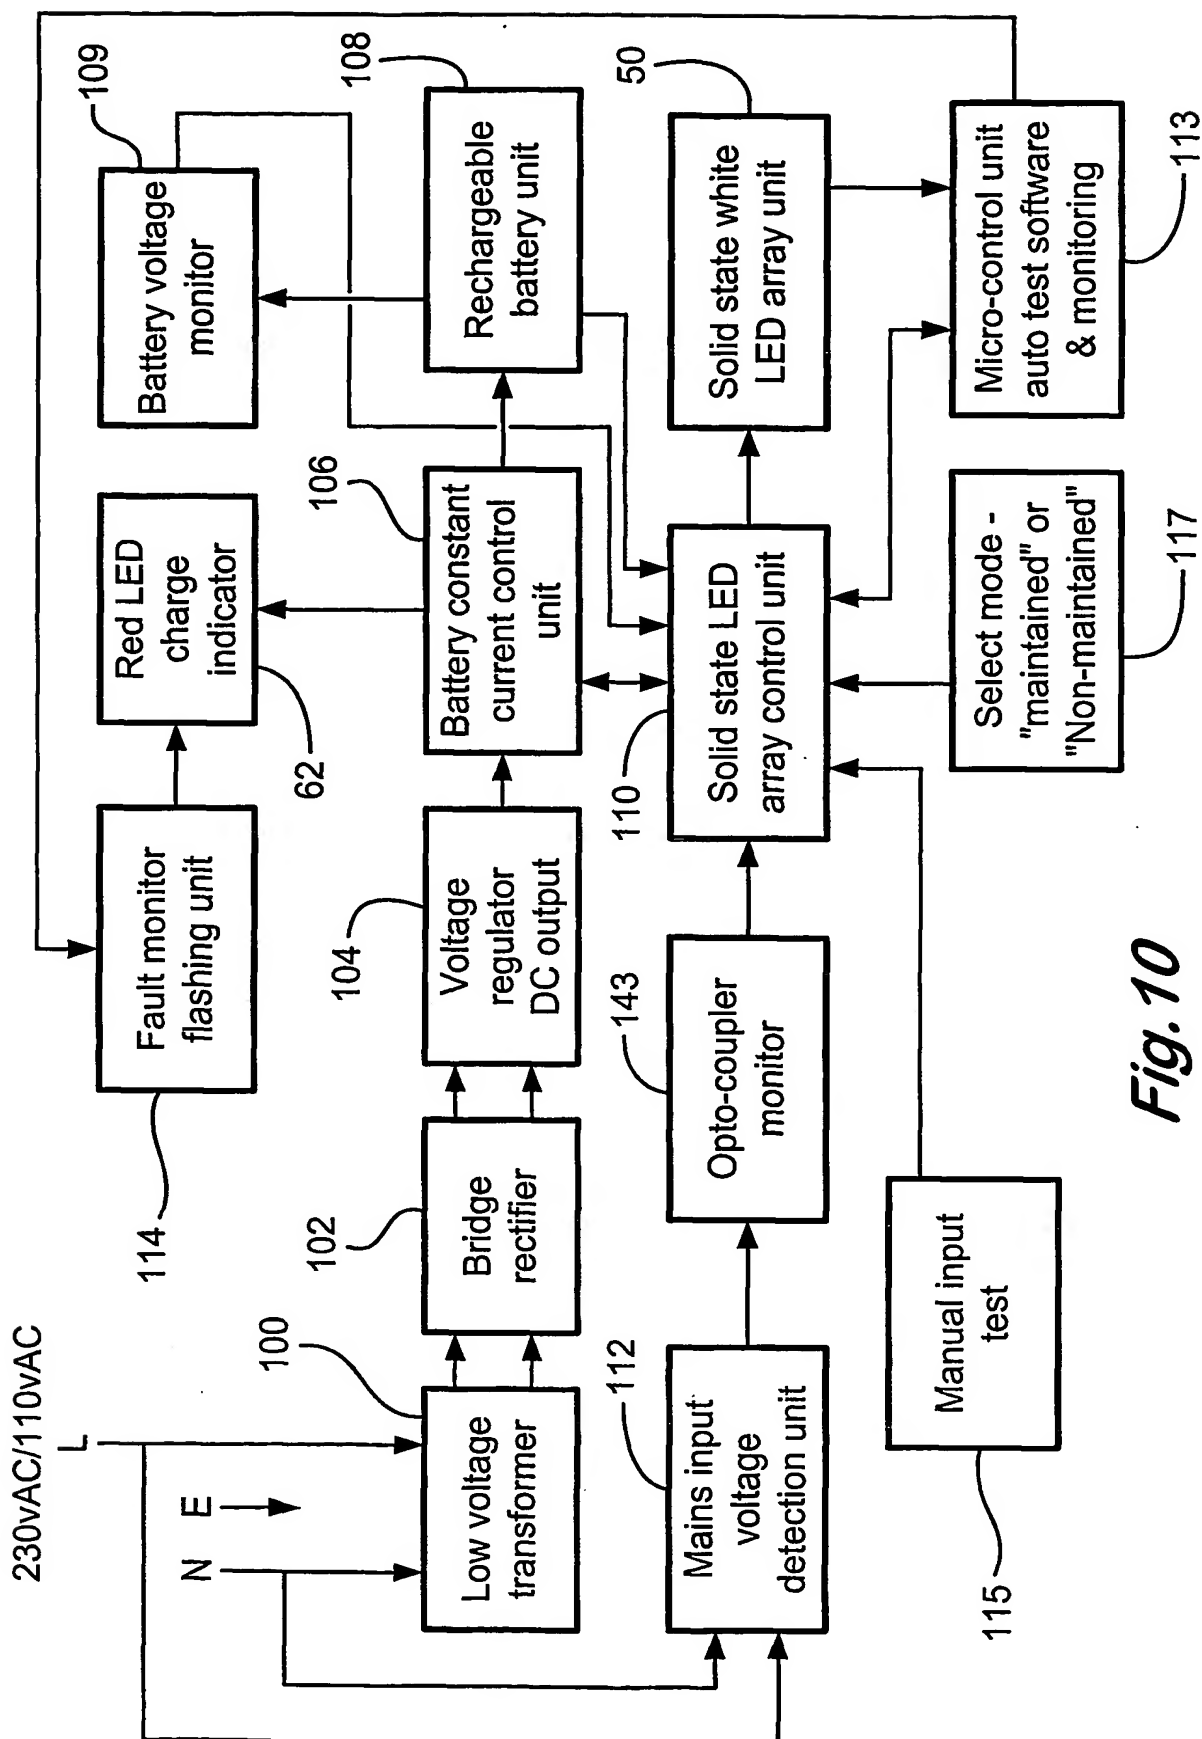 230vAC/110vAC
L
E
N
100
Low voltage
transformer
102
Bridge
rectifier
104
Voltage
regulator
DC output
106
Battery constant
current control
unit
108
Rechargeable
battery unit
114
Fault monitor
flashing unit
62
Red LED
charge
indicator
109
Battery voltage
monitor
112
Mains input
voltage
detection unit
143
Opto-coupler
monitor
110
Solid state LED
array control unit
50
Solid state white
LED array unit
115
Manual input
test
117
Select mode -
"maintained" or
"Non-maintained"
113
Micro-control unit
auto test software
& monitoring
Fig. 10